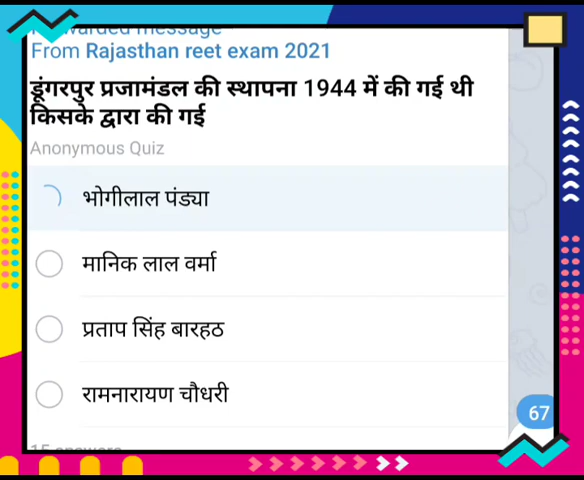 From Rajasthan reet exam 2021
डूंगरपुर प्रजामंडल की स्थापना 1944 में की गई थी
किसके द्वारा की गई
Anonymous Quiz
भोगीलाल पंड्या
मानिक लाल वर्मा
प्रताप सिंह बारहठ
रामनारायण चौधरी
67